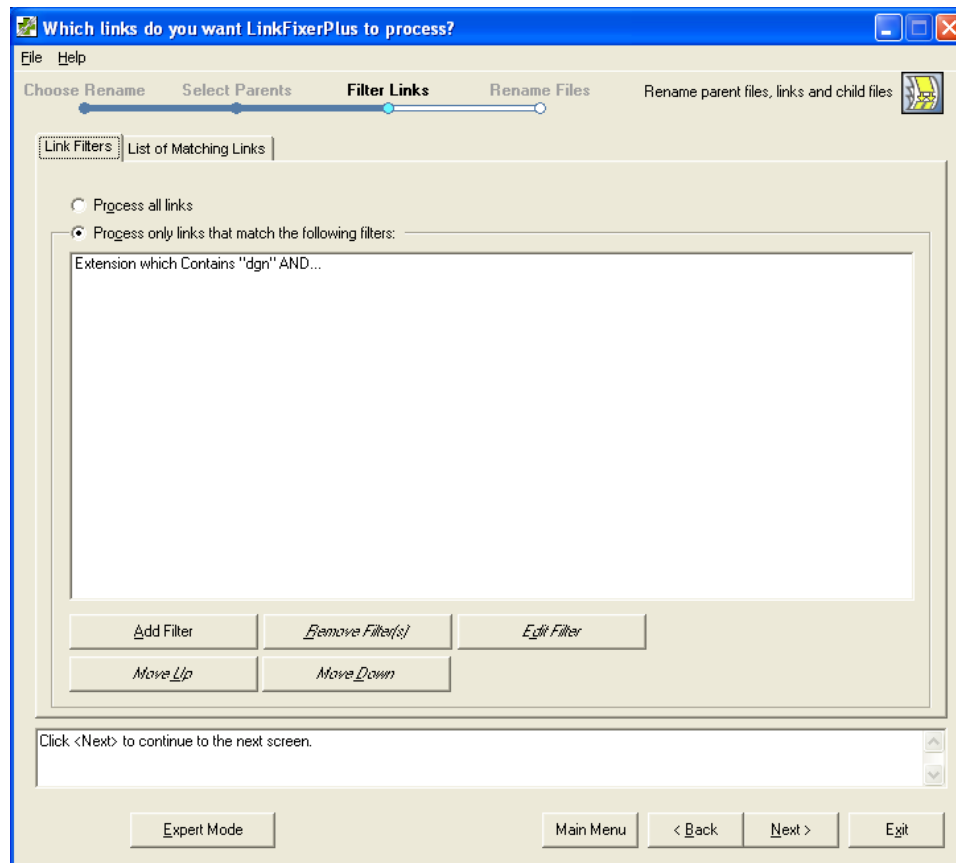 Which links do you want LinkFixerPlus to process?
File Help
Choose Rename Select Parents Filter Links Rename Files Rename parent files, links and child files
Link Filters List of Matching Links
Process all links
Process only links that match the following filters:
Extension which Contains "dgn" AND...
Add Filter Remove Filter(s) Edit Filter
Move Up Move Down
Click <Next> to continue to the next screen.
Expert Mode Main Menu < Back Next > Exit